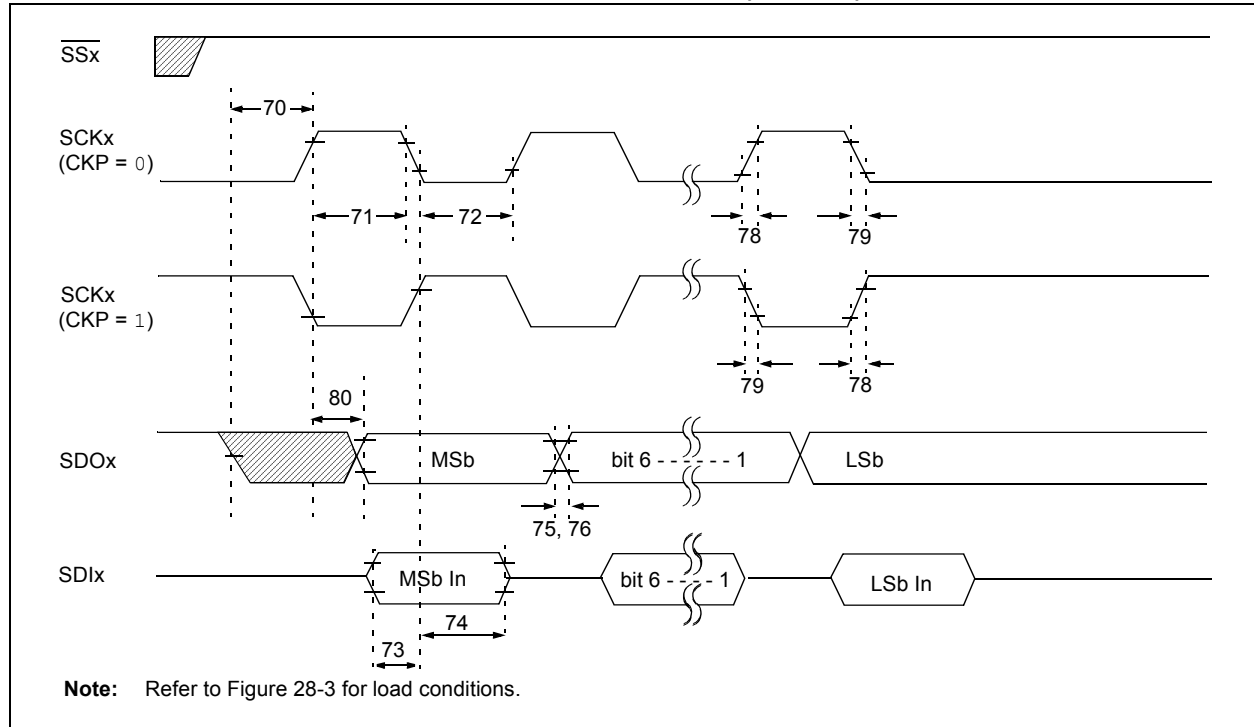 SSx
70
SCKx
(CKP = 0)
71
72
78
79
SCKx
(CKP = 1)
79
78
80
SDOx
MSb
bit 6 - - - - - - 1
LSb
75, 76
SDIx
MSb In
bit 6 - - - - 1
LSb In
74
73
Note: Refer to Figure 28-3 for load conditions.